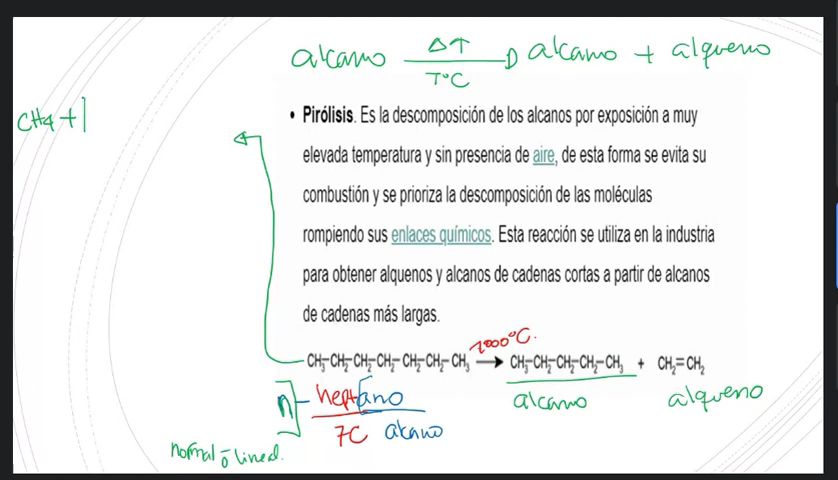 alcano ΔT / T°C → alcano + alqueno
CH4 +
• Pirólisis. Es la descomposición de los alcanos por exposición a muy
elevada temperatura y sin presencia de aire, de esta forma se evita su
combustión y se prioriza la descomposición de las moléculas
rompiendo sus enlaces químicos. Esta reacción se utiliza en la industria
para obtener alquenos y alcanos de cadenas cortas a partir de alcanos
de cadenas más largas.
1000°C.
CH3-CH2-CH2-CH2-CH2-CH2-CH3 → CH3-CH2-CH2-CH2-CH3 + CH2=CH2
n - heptano
alcano alqueno
7C alcano
normal ō lineal.